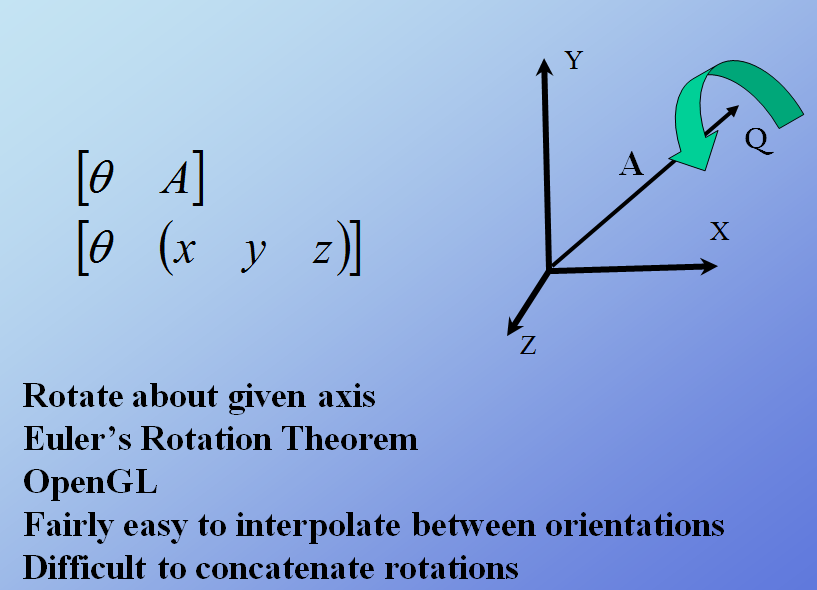 Y
Q
A
X
Z
[θ A]
[θ (x y z)]
Rotate about given axis
Euler’s Rotation Theorem
OpenGL
Fairly easy to interpolate between orientations
Difficult to concatenate rotations